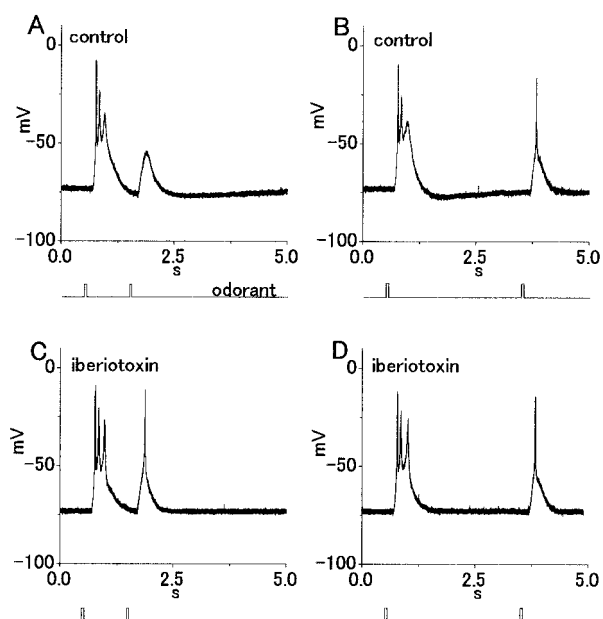 A
B
control
control
0
0
mV
mV
-50
-50
-100
-100
0.0
2.5
5.0
0.0
2.5
5.0
s
s
odorant
C
D
iberiotoxin
iberiotoxin
0
0
mV
mV
-50
-50
-100
-100
0.0
2.5
5.0
0.0
2.5
5.0
s
s